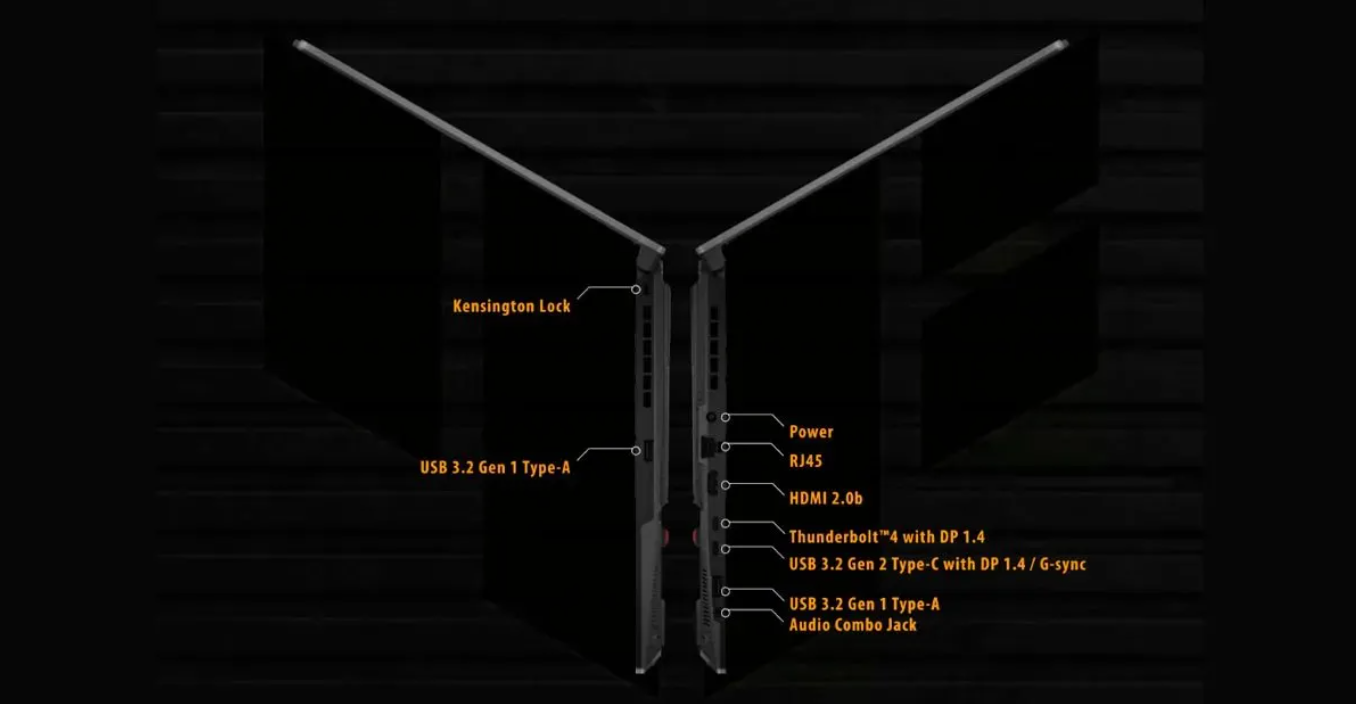 Kensington Lock
USB 3.2 Gen 1 Type-A
Power
RJ45
HDMI 2.0b
Thunderbolt™4 with DP 1.4
USB 3.2 Gen 2 Type-C with DP 1.4 / G-sync
USB 3.2 Gen 1 Type-A
Audio Combo Jack